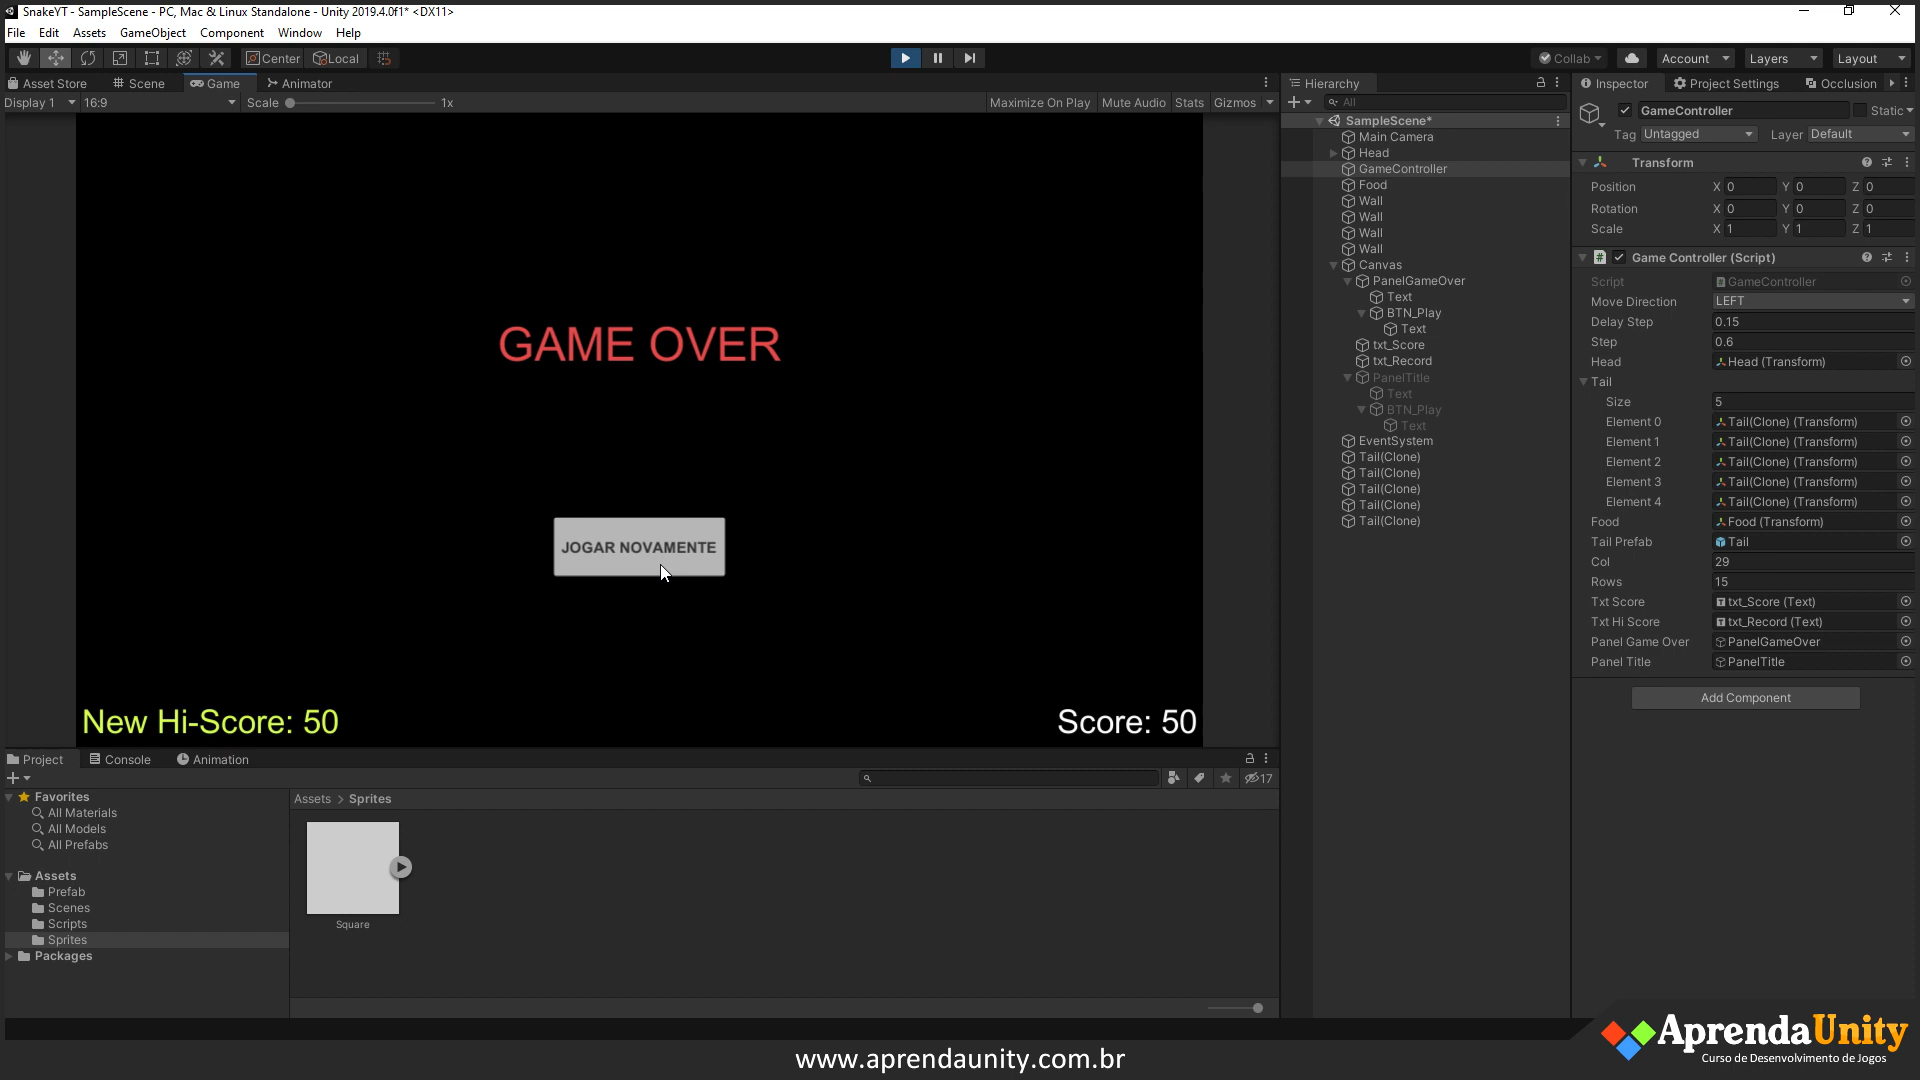 SnakeYT - SampleScene - PC, Mac & Linux Standalone - Unity 2019.4.0f1* <DX11>
File Edit Assets GameObject Component Window Help
Center Local Collab Account Layers Layout
Asset Store Scene Game Animator
Display 1 16:9 Scale 1x Maximize On Play Mute Audio Stats Gizmos
GAME OVER
JOGAR NOVAMENTE
New Hi-Score: 50 Score: 50
Hierarchy
All
SampleScene*
Main Camera
Head
GameController
Food
Wall
Wall
Wall
Wall
Canvas
PanelGameOver
Text
BTN_Play
Text
txt_Score
txt_Record
PanelTitle
Text
BTN_Play
Text
EventSystem
Tail(Clone)
Tail(Clone)
Tail(Clone)
Tail(Clone)
Tail(Clone)
Inspector Project Settings Occlusion
GameController Static
Tag Untagged Layer Default
Transform
Position X 0 Y 0 Z 0
Rotation X 0 Y 0 Z 0
Scale X 1 Y 1 Z 1
# Game Controller (Script)
Script GameController
Move Direction LEFT
Delay Step 0.15
Step 0.6
Head Head (Transform)
Tail
Size 5
Element 0 Tail(Clone) (Transform)
Element 1 Tail(Clone) (Transform)
Element 2 Tail(Clone) (Transform)
Element 3 Tail(Clone) (Transform)
Element 4 Tail(Clone) (Transform)
Food Food (Transform)
Tail Prefab Tail
Col 29
Rows 15
Txt Score txt_Score (Text)
Txt Hi Score txt_Record (Text)
Panel Game Over PanelGameOver
Panel Title PanelTitle
Add Component
Project Console Animation
17
Favorites
All Materials
All Models
All Prefabs
Assets
Prefab
Scenes
Scripts
Sprites
Packages
Assets > Sprites
Square
AprendaUnity
Curso de Desenvolvimento de Jogos
www.aprendaunity.com.br